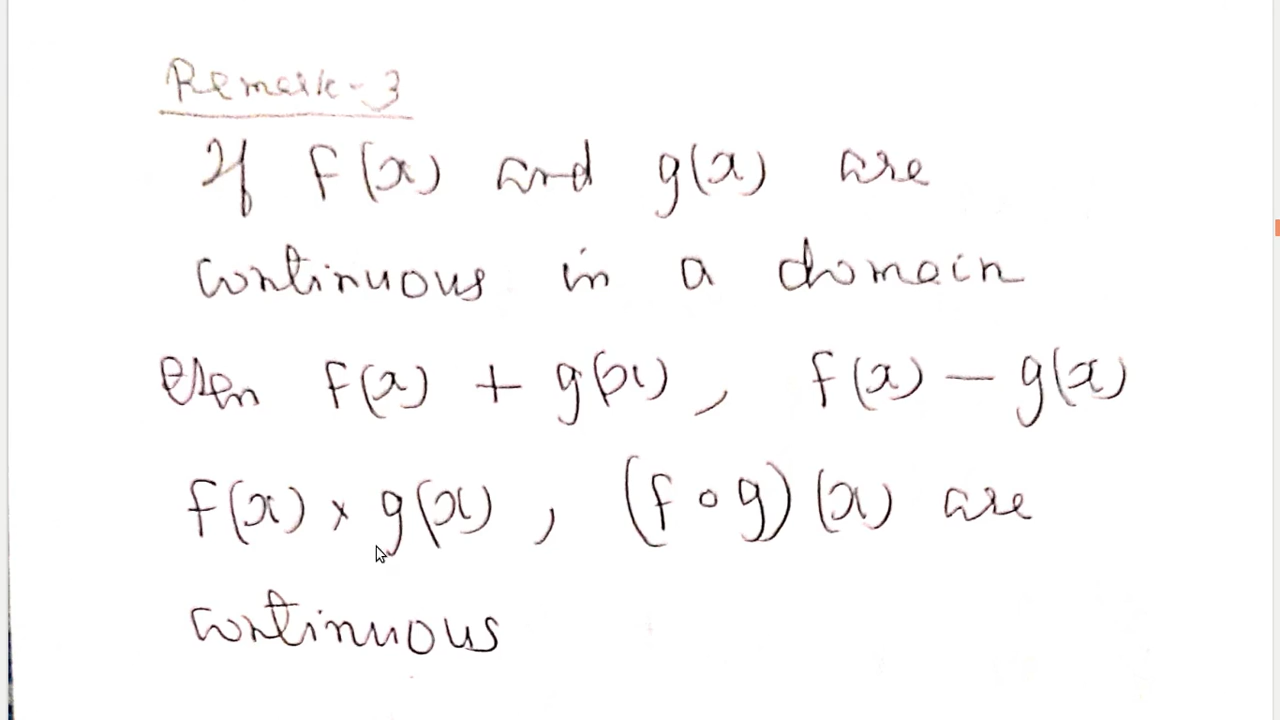 Remark-3
If f(x) and g(x) are
continuous in a domain
then f(x) + g(x), f(x) - g(x)
f(x) x g(x), (f o g)(x) are
continuous